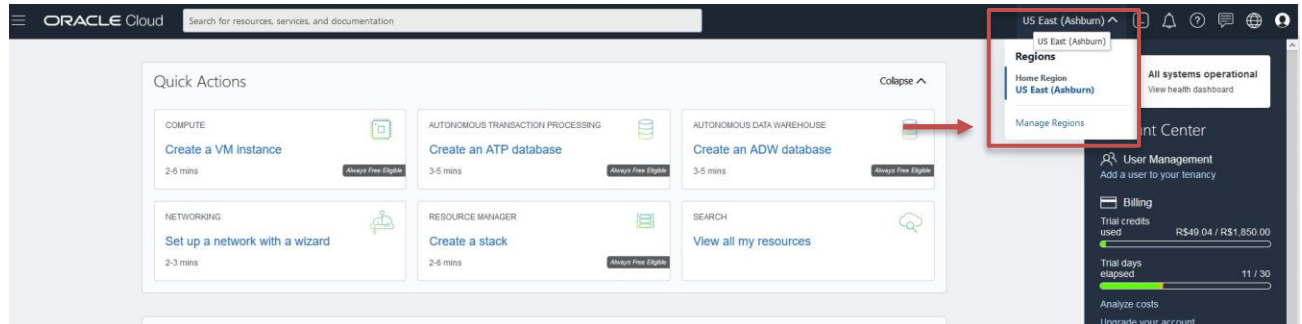 ORACLE Cloud
Search for resources, services, and documentation
US East (Ashburn)
US East (Ashburn)
Regions
Home Region
US East (Ashburn)
Manage Regions
All systems operational
View health dashboard
Quick Actions
Collapse
COMPUTE
Create a VM instance
2-6 mins
Always Free Eligible
AUTONOMOUS TRANSACTION PROCESSING
Create an ATP database
3-5 mins
Always Free Eligible
AUTONOMOUS DATA WAREHOUSE
Create an ADW database
3-5 mins
Always Free Eligible
NETWORKING
Set up a network with a wizard
2-3 mins
RESOURCE MANAGER
Create a stack
2-6 mins
Always Free Eligible
SEARCH
View all my resources
nt Center
User Management
Add a user to your tenancy
Billing
Trial credits
used R$49.04 / R$1,850.00
Trial days
elapsed 11 / 30
Analyze costs
Upgrade your account